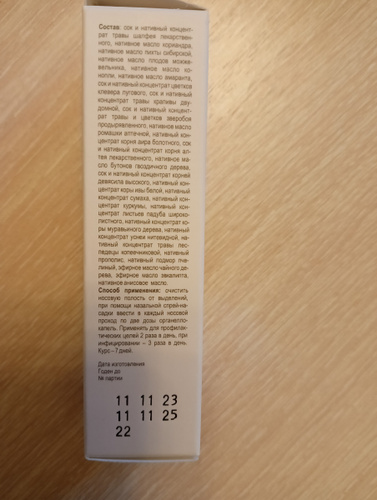 Состав: сок и нативный концент-
рат травы шалфея лекарствен-
ного, нативное масло кориандра,
нативное масло пихты сибирской,
нативное масло плодов можже-
вельника, нативное масло ко-
нопли, нативное масло амаранта,
сок и нативный концентрат цветков
клевера лугового, сок и нативный
концентрат травы крапивы дву-
домной, сок и нативный концент-
рат травы и цветков зверобоя
продырявленного, нативное масло
ромашки аптечной, нативный кон-
центрат корня аира болотного, сок
и нативный концентрат корня ал-
тея лекарственного, нативное ма-
сло бутонов гвоздичного дерева,
сок и нативный концентрат корней
девясила высокого, нативный кон-
центрат коры ивы белой, нативный
концентрат сумаха, нативный кон-
центрат куркумы, нативный кон-
центрат листьев падуба широко-
листного, нативный концентрат ко-
ры муравьиного дерева, нативный
концентрат уснеи нитевидной, на-
тивный концентрат травы лес-
педецы копеечниковой, нативный
прополис, нативный подмор пче-
линый, эфирное масло чайного де-
рева, эфирное масло эвкалипта,
нативное анисовое масло.
Способ применения: очистить
носовую полость от выделений,
при помощи назальной спрей-на-
садки ввести в каждый носовой
проход по две дозы органелло-
капель. Применять для профилак-
тических целей 2 раза в день, при
инфицировании – 3 раза в день.
Курс – 7 дней.
Дата изготовления
Годен до
№ партии
11 11 23
11 11 25
22